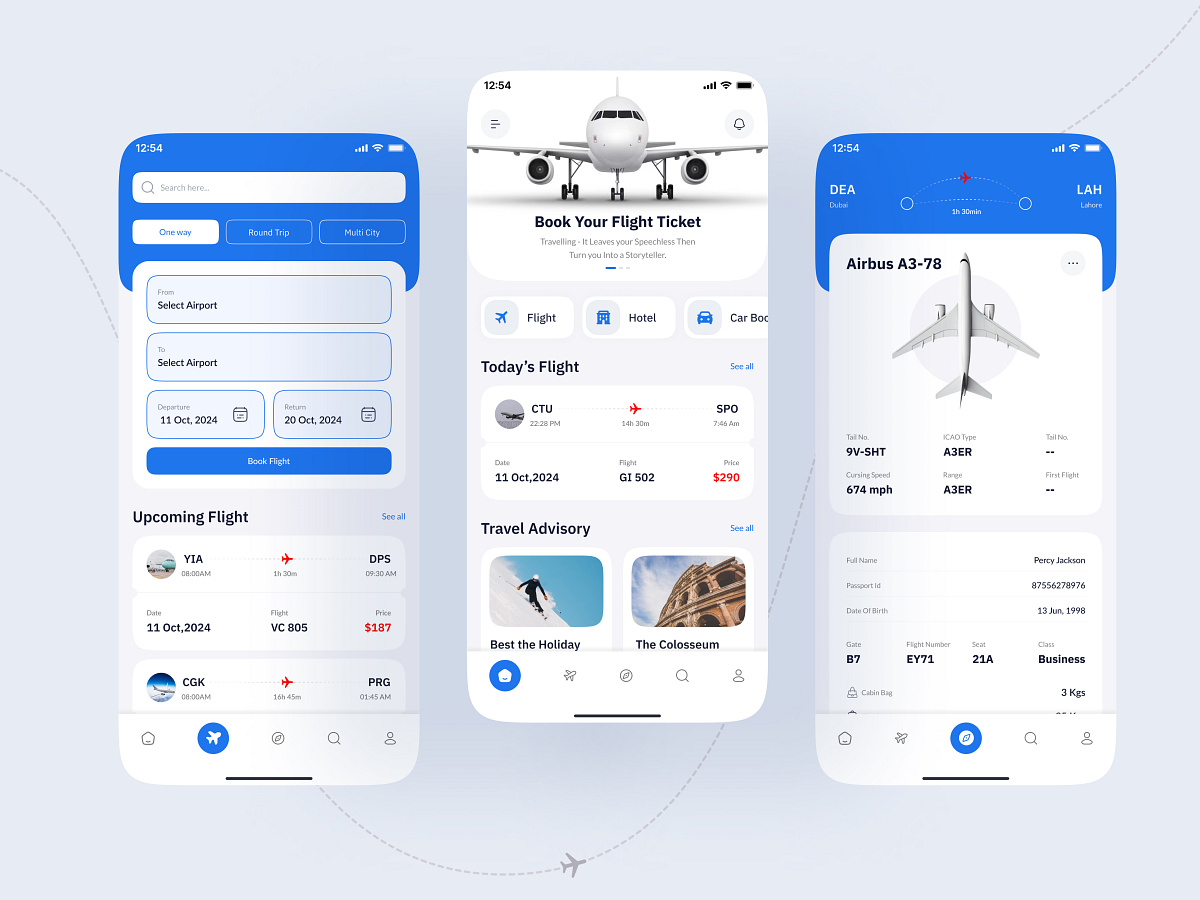 12:54
Search here...
One way
Round Trip
Multi City
From
Select Airport
To
Select Airport
Departure
11 Oct, 2024
Return
20 Oct, 2024
Book Flight
Upcoming Flight
See all
YIA
DPS
08:00AM
1h 30m
09:30 AM
Date
Flight
Price
11 Oct,2024
VC 805
$187
CGK
PRG
08:00AM
16h 45m
01:45 AM
12:54
Book Your Flight Ticket
Travelling - It Leaves your Speechless Then
Turn you Into a Storyteller.
Flight
Hotel
Car Boo
Today's Flight
See all
CTU
SPO
22:28 PM
14h 30m
7:46 Am
Date
Flight
Price
11 Oct,2024
GI 502
$290
Travel Advisory
See all
Best the Holiday
The Colosseum
12:54
DEA
LAH
Dubai
1h 30min
Lahore
Airbus A3-78
Tail No.
ICAO Type
Tail No.
9V-SHT
A3ER
--
Cursing Speed
Range
First Flight
674 mph
A3ER
--
Full Name
Percy Jackson
Passport Id
87556278976
Date Of Birth
13 Jun, 1998
Gate
Flight Number
Seat
Class
B7
EY71
21A
Business
Cabin Bag
3 Kgs